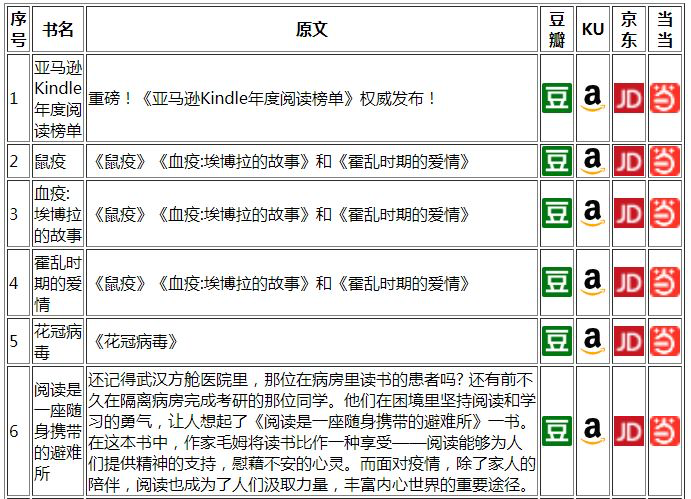 序号 书名 原文 豆瓣 KU 京东 当当
1 亚马逊Kindle年度阅读榜单 重磅！《亚马逊Kindle年度阅读榜单》权威发布！ 豆 a JD 当
2 鼠疫 《鼠疫》《血疫:埃博拉的故事》和《霍乱时期的爱情》 豆 a JD 当
3 血疫:埃博拉的故事 《鼠疫》《血疫:埃博拉的故事》和《霍乱时期的爱情》 豆 a JD 当
4 霍乱时期的爱情 《鼠疫》《血疫:埃博拉的故事》和《霍乱时期的爱情》 豆 a JD 当
5 花冠病毒 《花冠病毒》 豆 a JD 当
6 阅读是一座随身携带的避难所 还记得武汉方舱医院里，那位在病房里读书的患者吗? 还有前不
久在隔离病房完成考研的那位同学。他们在困境里坚持阅读和学
习的勇气，让人想起了《阅读是一座随身携带的避难所》一书。
在这本书中，作家毛姆将读书比作一种享受——阅读能够为人
们提供精神的支持，慰藉不安的心灵。而面对疫情，除了家人的
陪伴，阅读也成为了人们汲取力量，丰富内心世界的重要途径。 豆 a JD 当